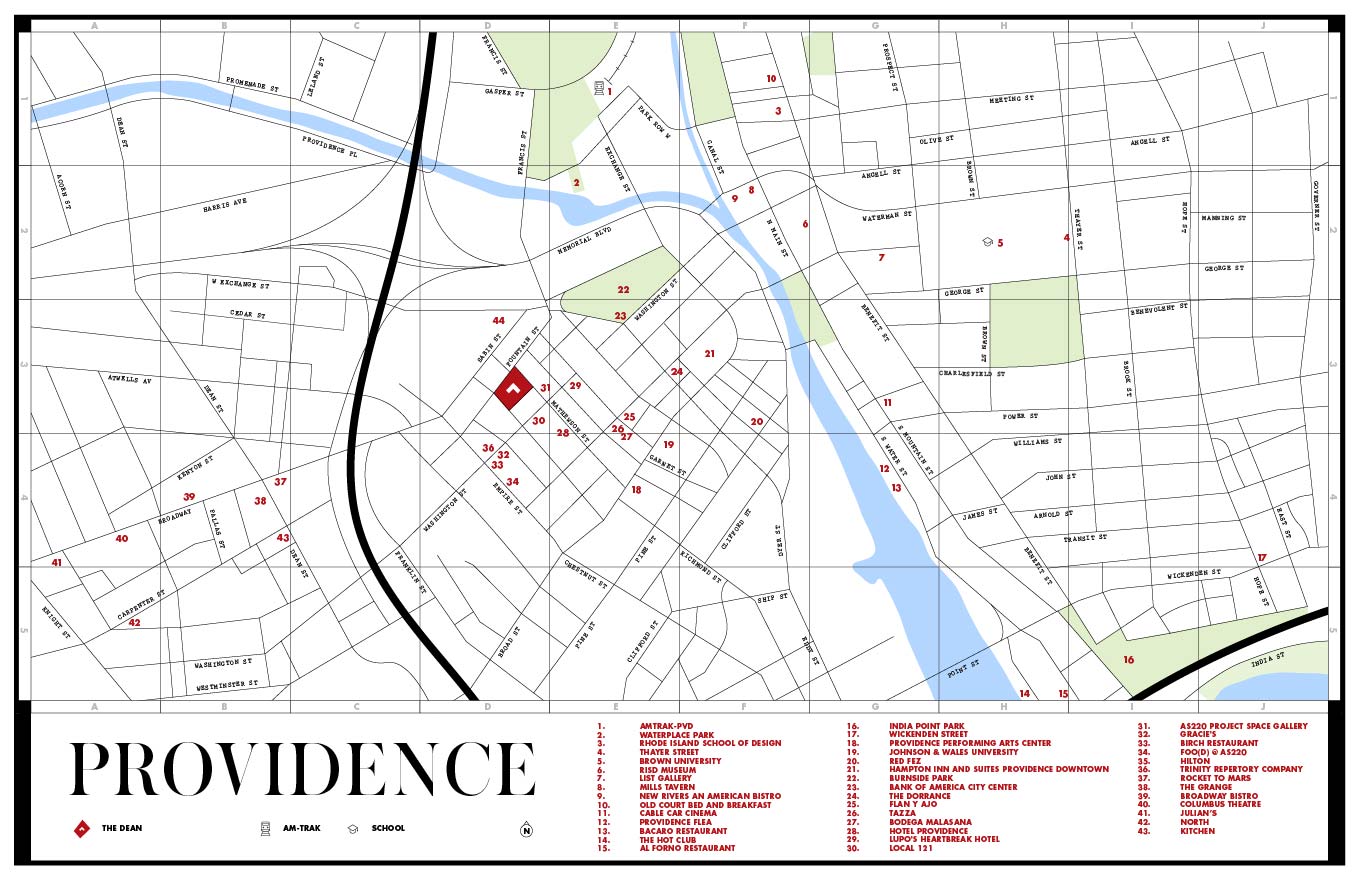 A B C D E F G H I J
1
PROMENADE ST
LELAND ST
FRANCIS ST
GASPER ST
1
PARK ROW W
10
3
PROSPECT ST
MEETING ST
1
DEAN ST
PROVIDENCE PL
FRANCIS ST
EXCHANGE ST
CANAL ST
OLIVE ST
ANGELL ST
ANGELL ST
2
ACORN ST
HARRIS AVE
2
9
8
N MAIN ST
6
WATERMAN ST
BROWN ST
5
4
THAYER ST
HOPE ST
MANNING ST
GOVERNER ST
2
MEMORIAL BLVD
7
GEORGE ST
GEORGE ST
W EXCHANGE ST
CEDAR ST
22
23
WASHINGTON ST
BENEFIT ST
BENEVOLENT ST
44
SABIN ST
FOUNTAIN ST
21
BROWN ST
3
ATWELLS AV
DEAN ST
31
29
24
CHARLESFIELD ST
BROOK ST
3
MATHEWSON ST
30
28
25
26
27
20
11
POWER ST
S MOUNTAIN ST
S WATER ST
WILLIAMS ST
36
32
33
34
19
GARNET ST
KENYON ST
37
39
38
BROADWAY
PALLAS ST
4
EMPIRE ST
WASHINGTON ST
18
12
13
JOHN ST
4
CLIFFORD ST
JAMES ST
ARNOLD ST
EAST ST
40
43
DEAN ST
41
PINE ST
RICHMOND ST
DYER ST
TRANSIT ST
BENEFIT ST
17
FRANKLIN ST
CHESTNUT ST
WICKENDEN ST
HOPE ST
CARPENTER ST
KNIGHT ST
42
SHIP ST
5
5
BROAD ST
PINE ST
CLIFFORD ST
EDDY ST
16
INDIA ST
WASHINGTON ST
WESTMINSTER ST
POINT ST
14
15
A B C D E F G H I J
PROVIDENCE
THE DEAN
AM-TRAK
SCHOOL
N
1. AMTRAK-PVD
2. WATERPLACE PARK
3. RHODE ISLAND SCHOOL OF DESIGN
4. THAYER STREET
5. BROWN UNIVERSITY
6. RISD MUSEUM
7. LIST GALLERY
8. MILLS TAVERN
9. NEW RIVERS AN AMERICAN BISTRO
10. OLD COURT BED AND BREAKFAST
11. CABLE CAR CINEMA
12. PROVIDENCE FLEA
13. BACARO RESTAURANT
14. THE HOT CLUB
15. AL FORNO RESTAURANT
16. INDIA POINT PARK
17. WICKENDEN STREET
18. PROVIDENCE PERFORMING ARTS CENTER
19. JOHNSON & WALES UNIVERSITY
20. RED FEZ
21. HAMPTON INN AND SUITES PROVIDENCE DOWNTOWN
22. BURNSIDE PARK
23. BANK OF AMERICA CITY CENTER
24. THE DORRANCE
25. FLAN Y AJO
26. TAZZA
27. BODEGA MALASANA
28. HOTEL PROVIDENCE
29. LUPO'S HEARTBREAK HOTEL
30. LOCAL 121
31. AS220 PROJECT SPACE GALLERY
32. GRACIE'S
33. BIRCH RESTAURANT
34. FOO(D) @ AS220
35. HILTON
36. TRINITY REPERTORY COMPANY
37. ROCKET TO MARS
38. THE GRANGE
39. BROADWAY BISTRO
40. COLUMBUS THEATRE
41. JULIAN'S
42. NORTH
43. KITCHEN